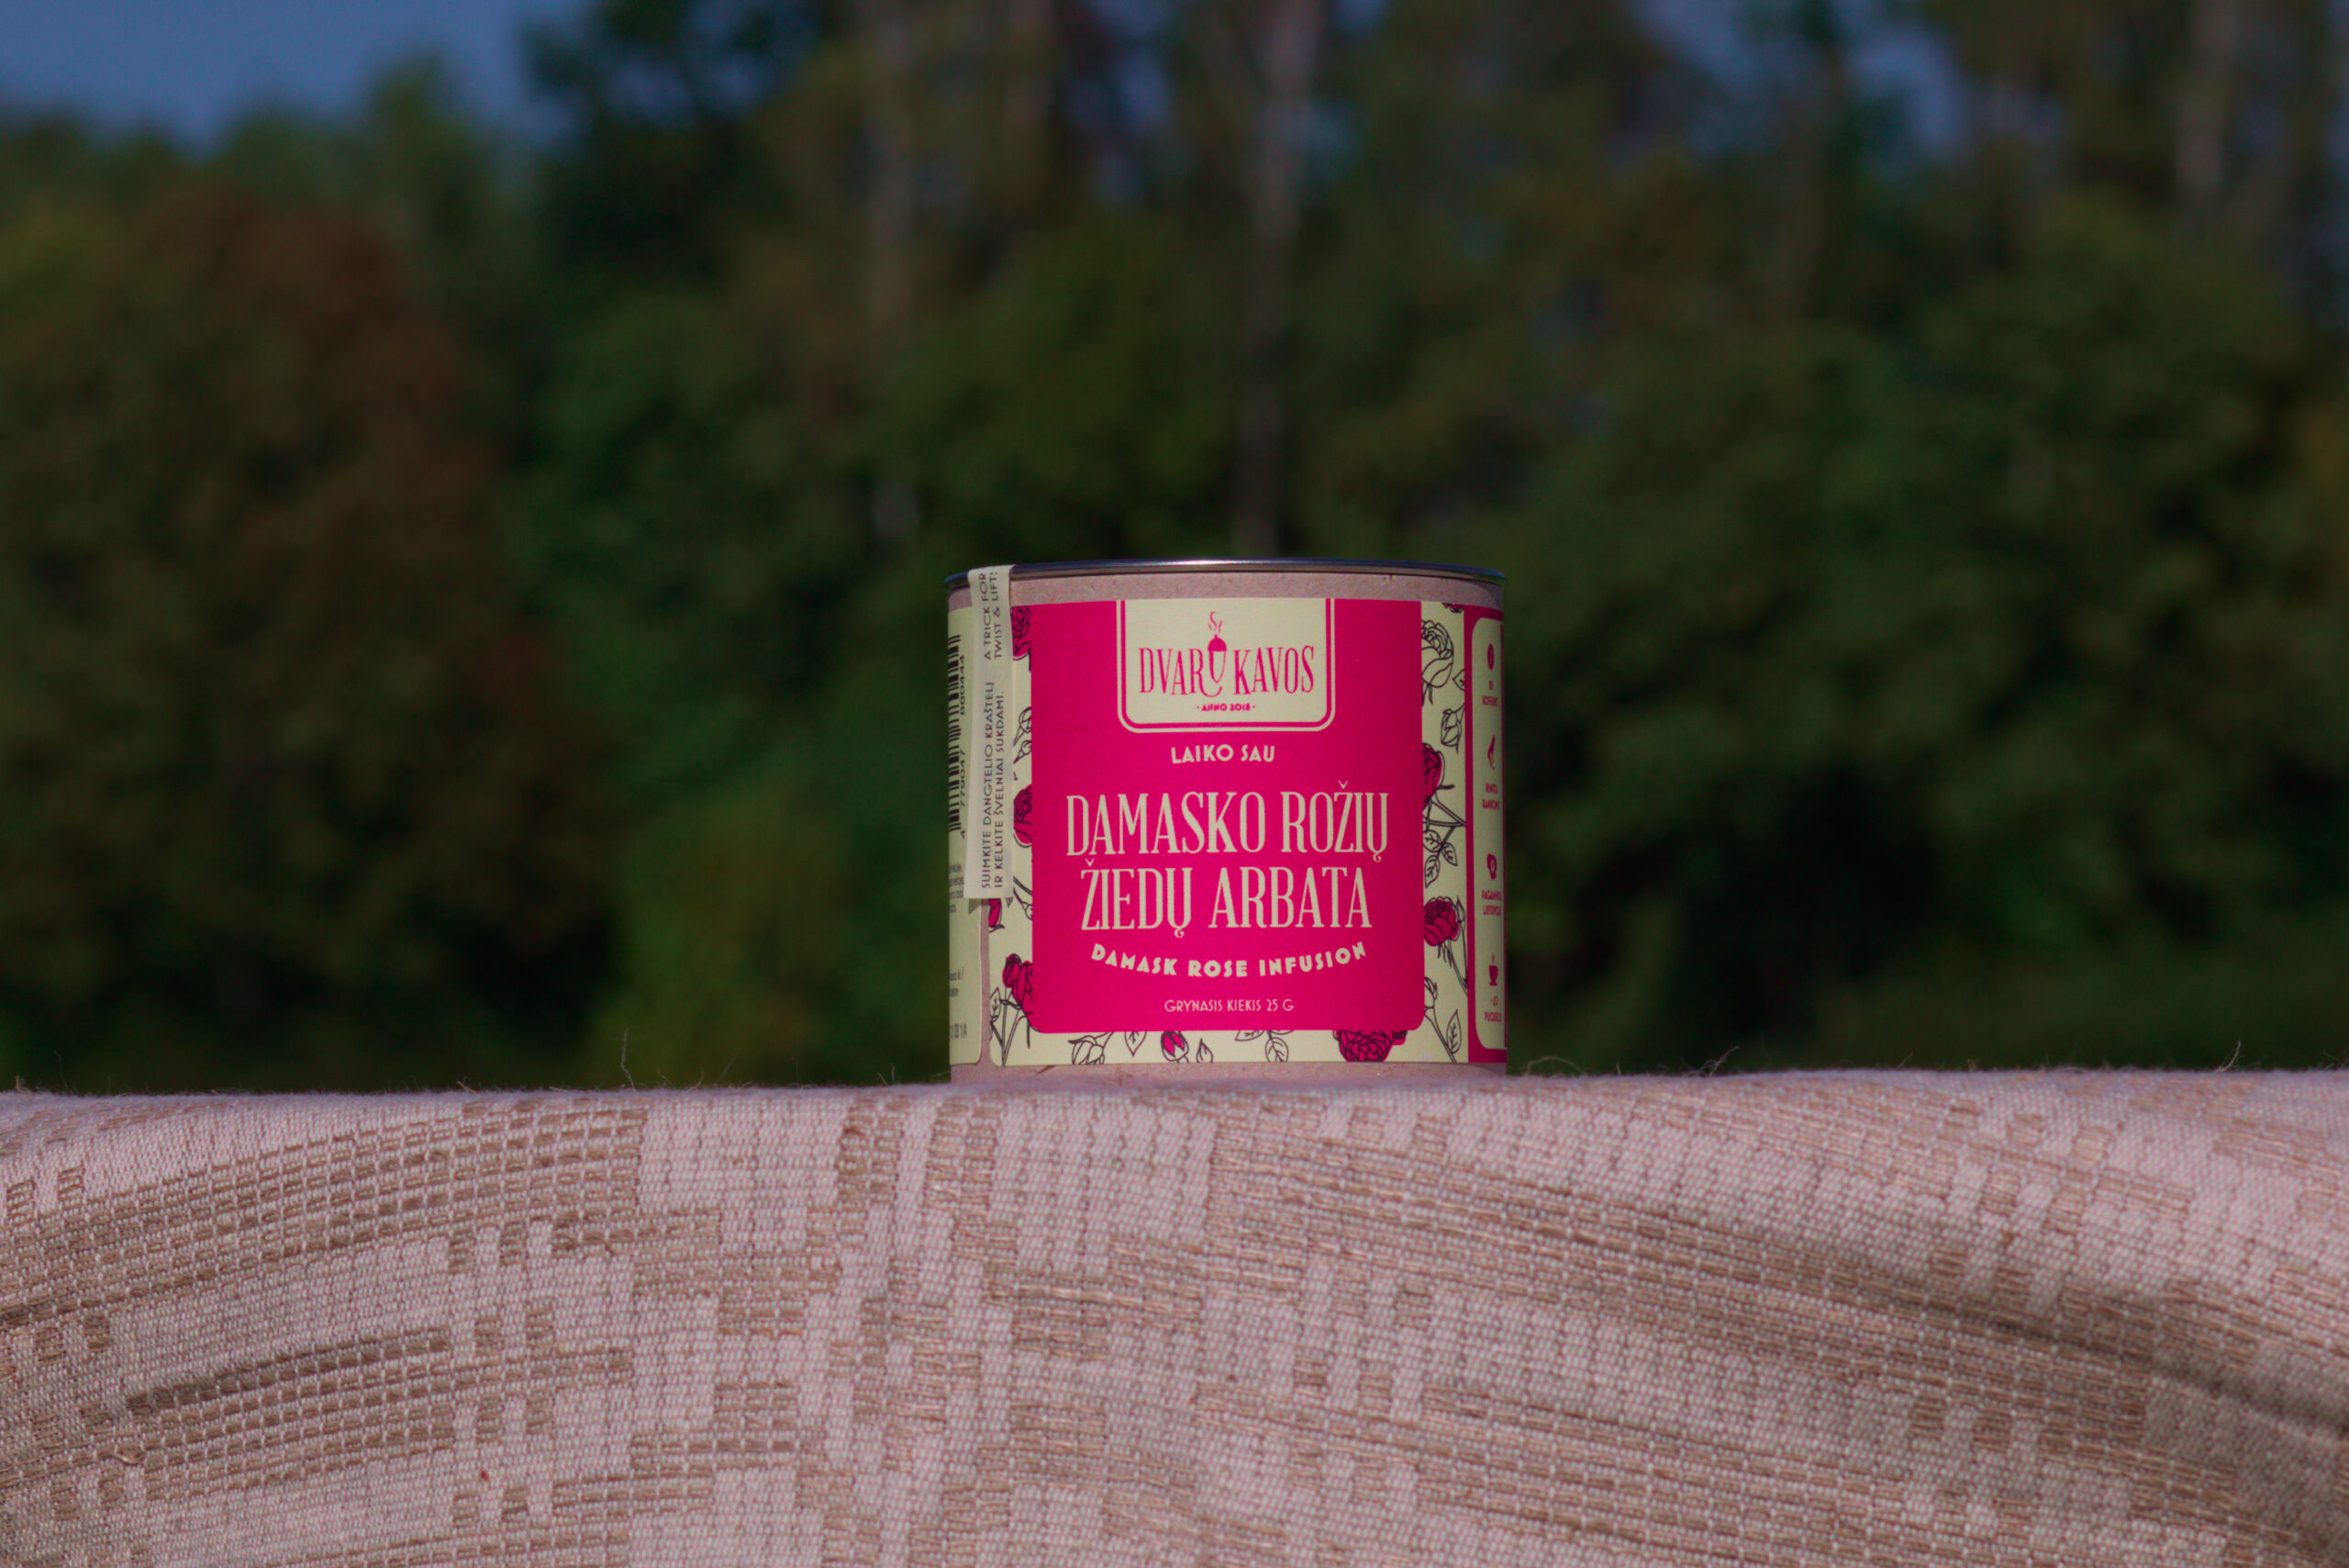 DVARŲ KAVOS
· ANNO 2018 ·
LAIKO SAU
DAMASKO ROŽIŲ
ŽIEDŲ ARBATA
DAMASK ROSE INFUSION
GRYNASIS KIEKIS 25 G
SUIMKITE DANGTELIO KRAŠTELĮ A TRICK FOR
IR KELKITE ŠVELNIAI SUKDAMI. TWIST & LIFT!